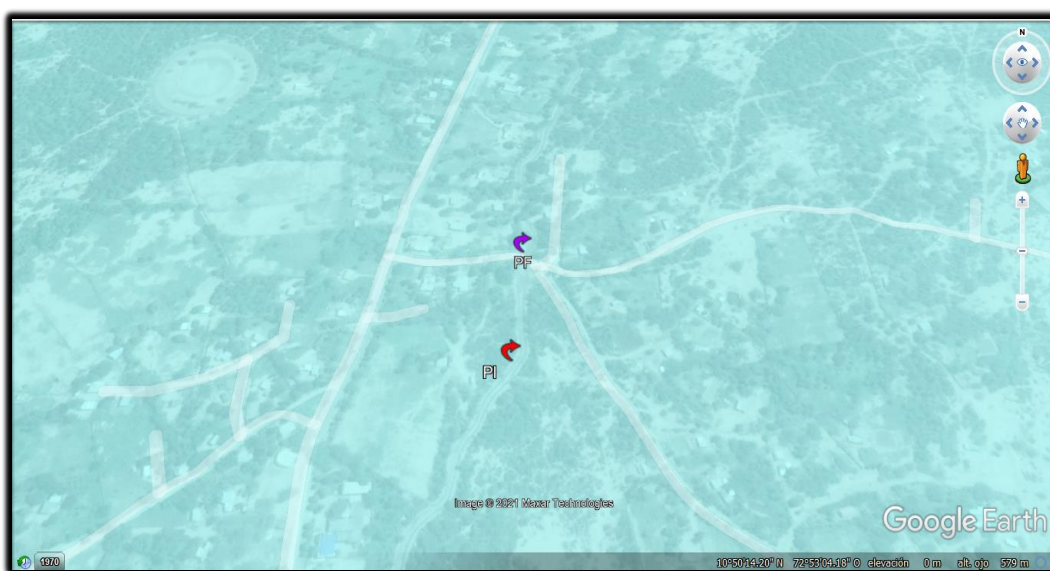 N
PF
PI
Image © 2021 Maxar Technologies
Google Earth
1970
10°50'14.20" N 72°53'04.18" O elevación 0 m alt. ojo 579 m